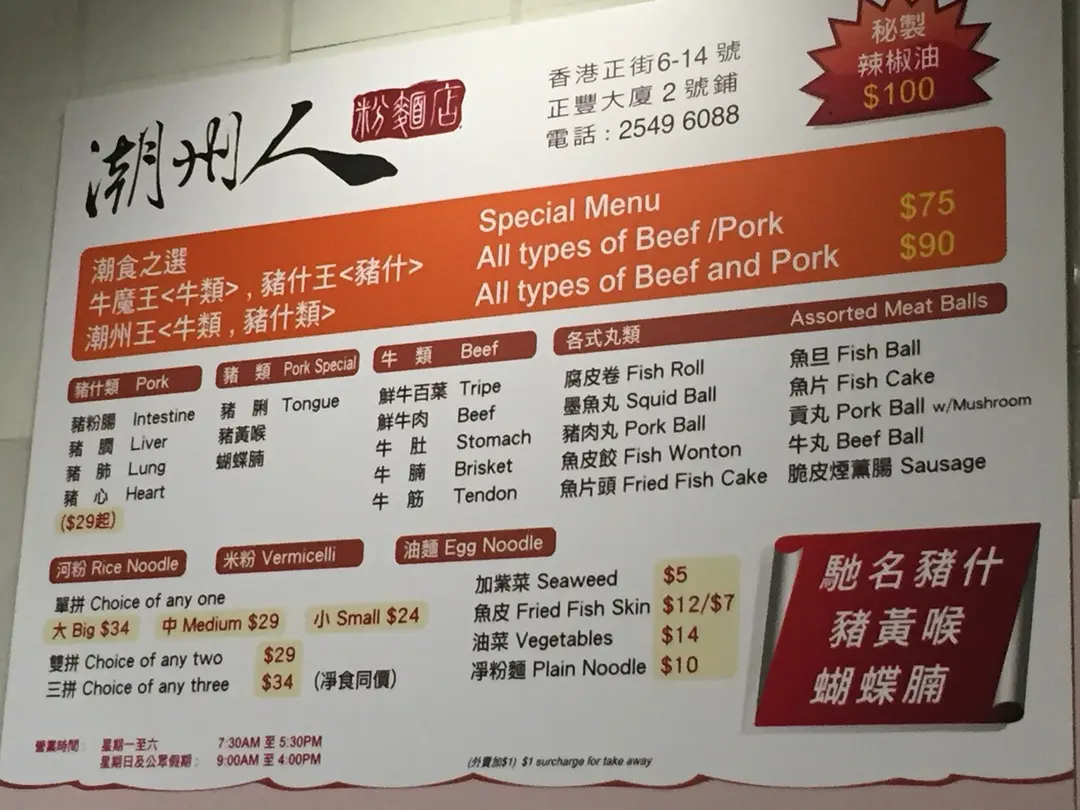 潮州人 粉麵店
香港正街6-14 號
正豐大廈 2 號鋪
電話 : 2549 6088
秘製
辣椒油
$100
潮食之選 Special Menu
牛魔王<牛類> , 豬什王<豬什> All types of Beef /Pork $75
潮州王<牛類 , 豬什類> All types of Beef and Pork $90
豬什類 Pork
豬粉腸 Intestine
豬膶 Liver
豬肺 Lung
豬心 Heart
($29起)
豬類 Pork Special
豬脷 Tongue
豬黃喉
蝴蝶腩
牛類 Beef
鮮牛百葉 Tripe
鮮牛肉 Beef
牛肚 Stomach
牛腩 Brisket
牛筋 Tendon
各式丸類 Assorted Meat Balls
腐皮卷 Fish Roll
墨魚丸 Squid Ball
豬肉丸 Pork Ball
魚皮餃 Fish Wonton
魚片頭 Fried Fish Cake
魚旦 Fish Ball
魚片 Fish Cake
貢丸 Pork Ball w/Mushroom
牛丸 Beef Ball
脆皮煙薰腸 Sausage
河粉 Rice Noodle
米粉 Vermicelli
油麵 Egg Noodle
單拼 Choice of any one
大 Big $34 中 Medium $29 小 Small $24
雙拼 Choice of any two $29
三拼 Choice of any three $34 (淨食同價)
加紫菜 Seaweed $5
魚皮 Fried Fish Skin $12/$7
油菜 Vegetables $14
淨粉麵 Plain Noodle $10
馳名豬什
豬黃喉
蝴蝶腩
營業時間 : 星期一至六 7:30AM 至 5:30PM
星期日及公眾假期 : 9:00AM 至 4:00PM
(外賣加$1) $1 surcharge for take away